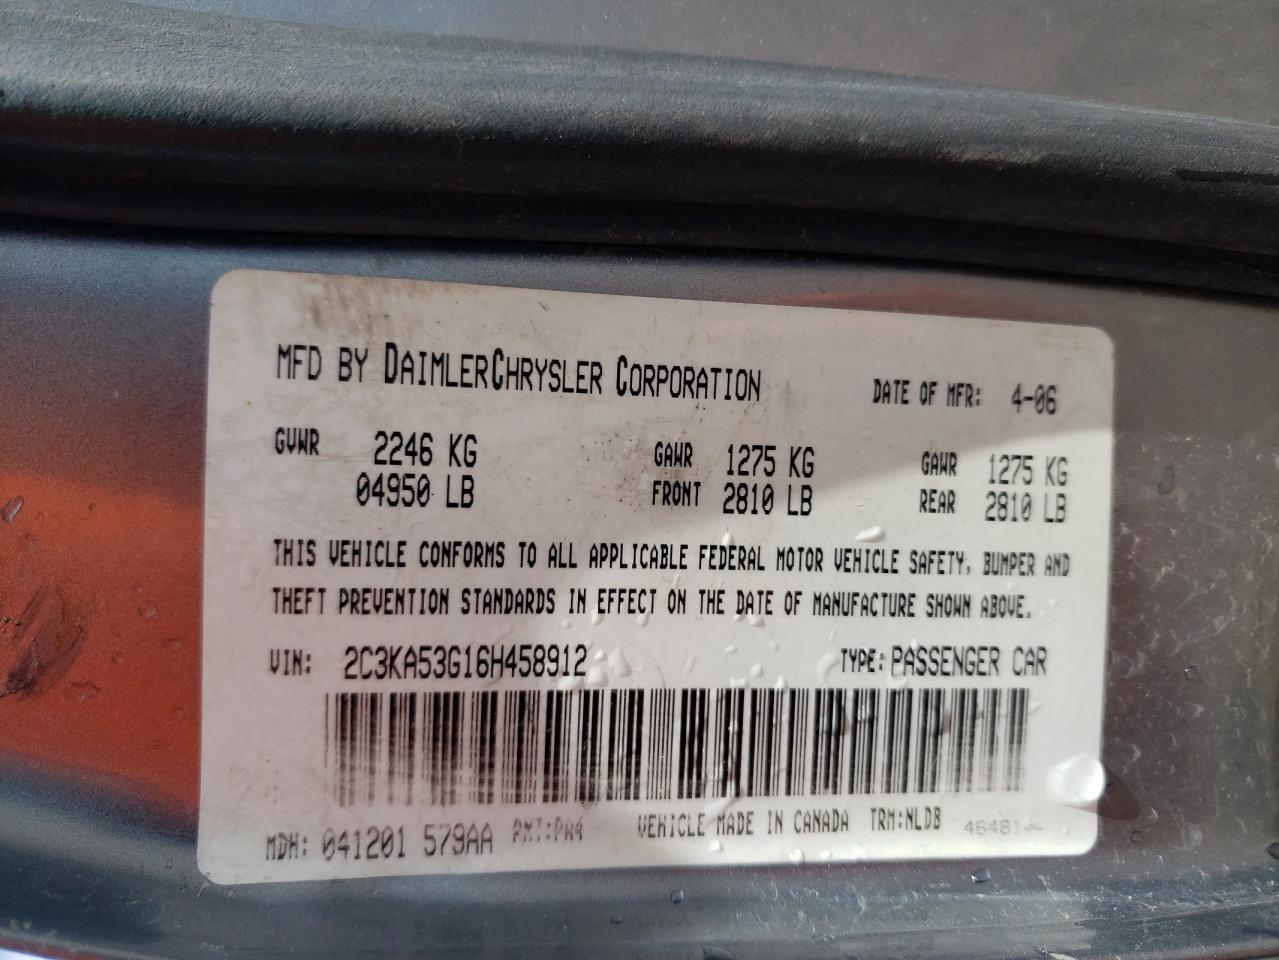 MFD BY DAIMLERCHRYSLER CORPORATION DATE OF MFR: 4-06
GVWR 2246 KG GAWR 1275 KG GAWR 1275 KG
04950 LB FRONT 2810 LB REAR 2810 LB
THIS VEHICLE CONFORMS TO ALL APPLICABLE FEDERAL MOTOR VEHICLE SAFETY, BUMPER AND
THEFT PREVENTION STANDARDS IN EFFECT ON THE DATE OF MANUFACTURE SHOWN ABOVE.
VIN: 2C3KA53G16H458912 TYPE: PASSENGER CAR
MDH: 041201 579AA PNT:PW4 VEHICLE MADE IN CANADA TRM:NLDB